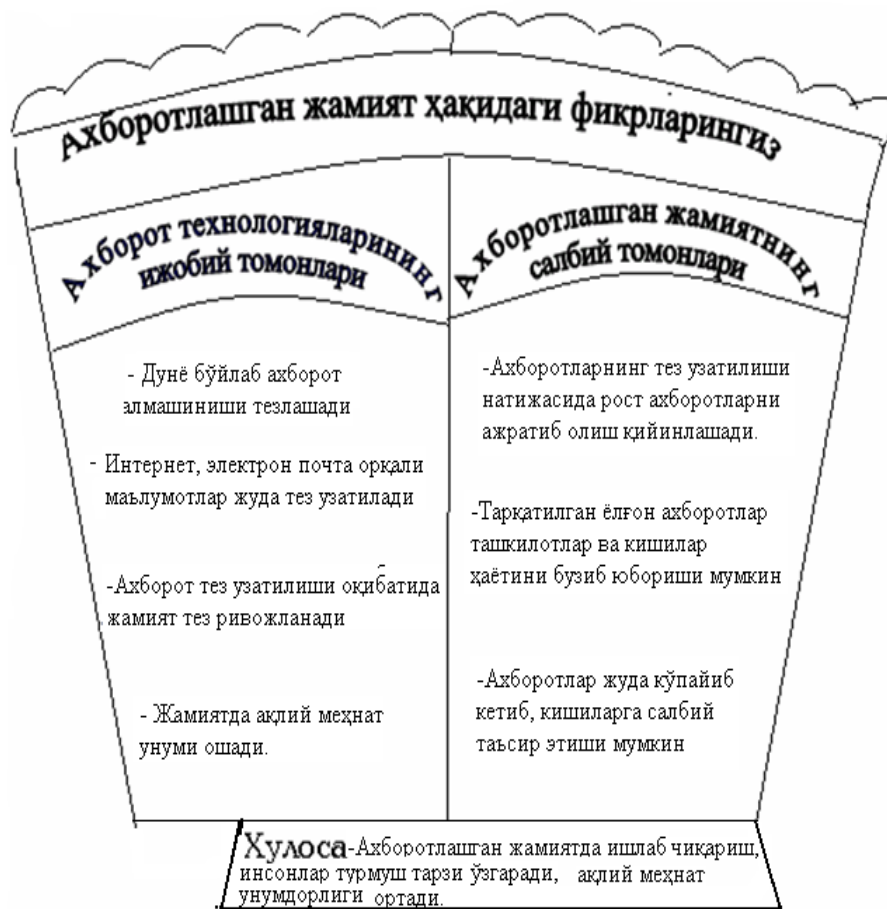 Ахборотлашган жамият ҳақидаги фикрларингиз
Ахборот технологияларининг
ижобий томонлари
Ахборотлашган жамиятнинг
салбий томонлари
- Дунё бўйлаб ахборот
алмашиниши тезлашади
- Интернет, электрон почта орқали
маьлумотлар жуда тез узатилади
-Ахборот тез узатилиши оқибатида
жамият тез ривожланади
- Жамиятда ақлий меҳнат
унуми ошади.
-Ахборотларнинг тез узатилиши
натижасида рост ахборотларни
ажратиб олиш қийинлашади.
-Тарқатилган ёлғон ахборотлар
ташкилотлар ва кишилар
ҳаётини бузиб юбориши мумкин
-Ахборотлар жуда кўпайиб
кетиб, кишиларга салбий
таьсир этиши мумкин
Хулоса-Ахборотлашган жамиятда ишлаб чиқариш,
инсонлар турмуш тарзи ўзгаради, ақлий меҳнат
унумдорлиги ортади.